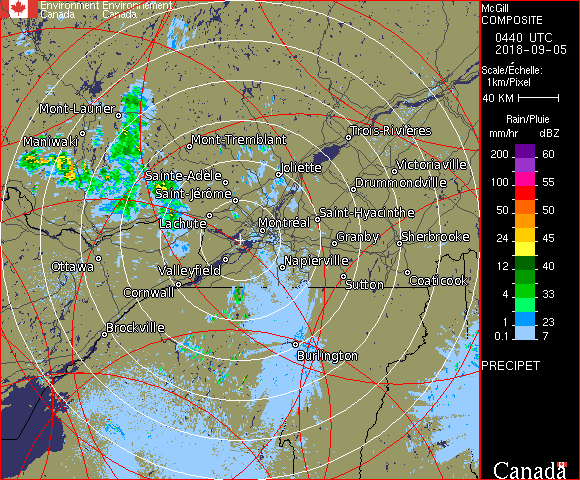 Environment Environnement
Canada Canada
Mont-Laurier
Maniwaki
Mont-Tremblant
Trois-Rivières
Sainte-Adèle
Joliette
Victoriaville
Saint-Jérôme
Drummondville
Lachute
Montréal
Saint-Hyacinthe
Granby
Sherbrooke
Ottawa
Valleyfield
Napierville
Cornwall
Sutton
Coaticook
Brockville
Burlington
McGill
COMPOSITE
0440 UTC
2018-09-05
Scale/Échelle:
1km/Pixel
40 KM
Rain/Pluie
mm/hr dBZ
200 60
100 55
50 50
24 45
12 40
4 33
1 23
0.1 7
PRECIPET
Canada